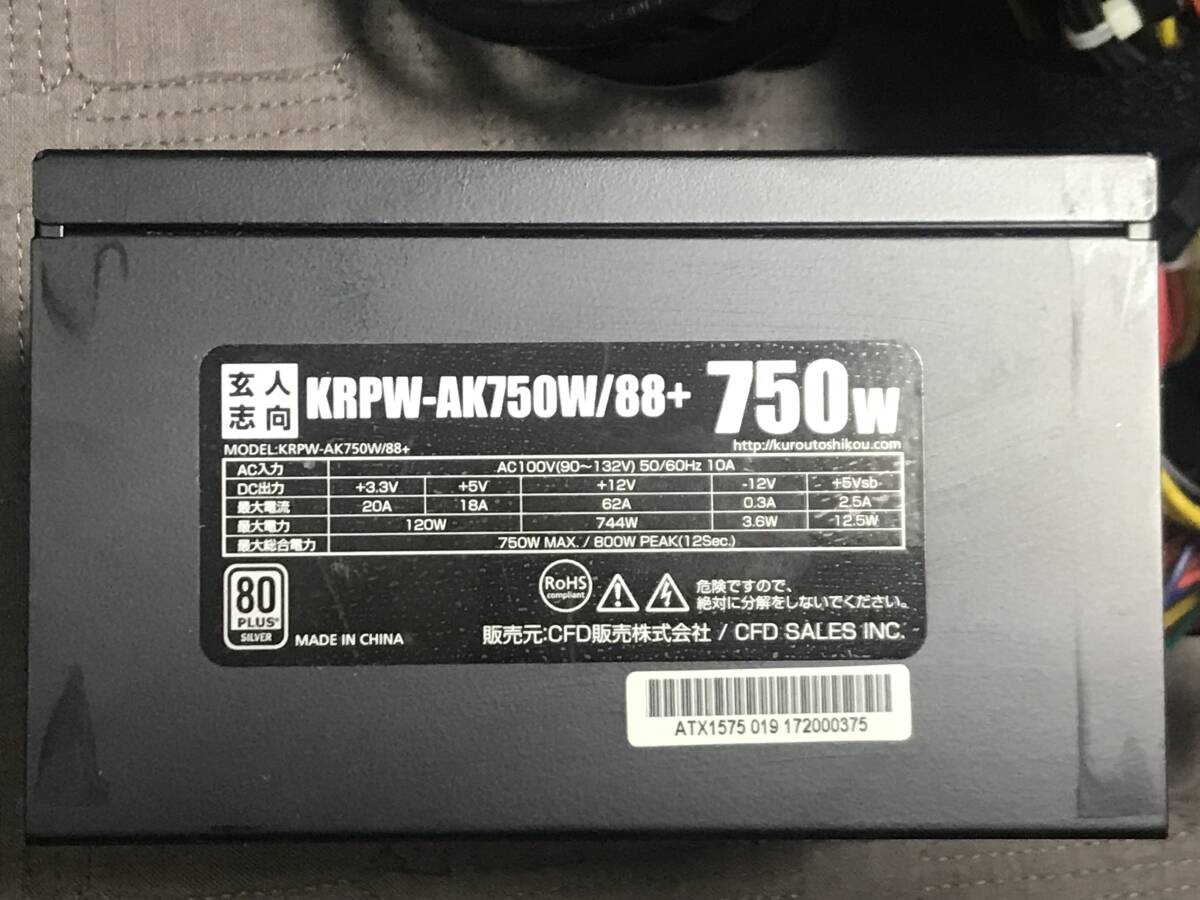 玄人
志向
KRPW-AK750W/88+ 750W
http://kuroutoshikou.com
MODEL:KRPW-AK750W/88+
AC入力 AC100V(90～132V) 50/60Hz 10A
DC出力 +3.3V +5V +12V -12V +5Vsb
最大電流 20A 18A 62A 0.3A 2.5A
最大電力 120W 744W 3.6W 12.5W
最大総合電力 750W MAX. / 800W PEAK(12Sec.)
RoHS
compliant
危険ですので、
絶対に分解をしないでください。
80
PLUS®
SILVER
MADE IN CHINA
販売元:CFD販売株式会社 / CFD SALES INC.
ATX1575 019 172000375